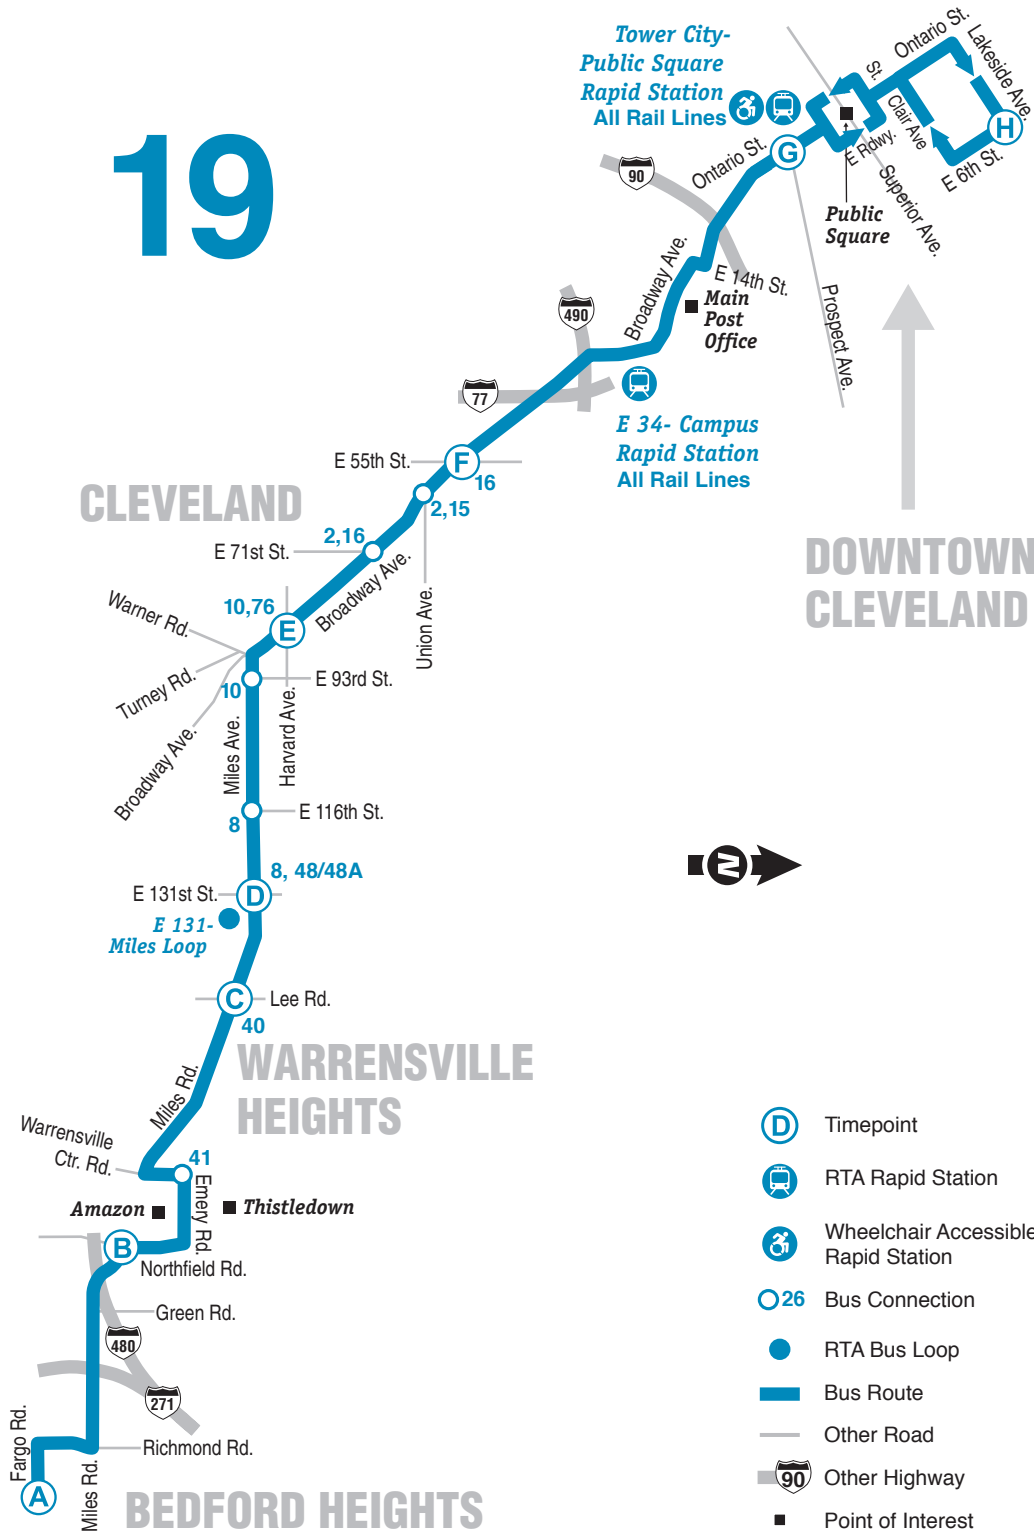 19
Tower City-
Public Square
Rapid Station
All Rail Lines
Ontario St.
Lakeside Ave.
St.
Clair Ave
H
E 6th St.
E Rdwy.
Superior Ave.
G
Ontario St.
Public
Square
90
Broadway Ave.
E 14th St.
Main
Post
Office
Prospect Ave.
490
77
E 34- Campus
Rapid Station
All Rail Lines
DOWNTOWN
CLEVELAND
E 55th St.
F
16
CLEVELAND
2,15
2,16
E 71st St.
Broadway Ave.
Union Ave.
10,76
E
Warner Rd.
Turney Rd.
Broadway Ave.
10
E 93rd St.
Miles Ave.
Harvard Ave.
8
E 116th St.
N
8, 48/48A
E 131st St.
D
E 131-
Miles Loop
C
Lee Rd.
40
WARRENSVILLE
HEIGHTS
Miles Rd.
Warrensville
Ctr. Rd.
41
Emery Rd.
Amazon
Thistledown
B
Northfield Rd.
Green Rd.
480
271
Fargo Rd.
Richmond Rd.
A
Miles Rd.
BEDFORD HEIGHTS
D Timepoint
RTA Rapid Station
Wheelchair Accessible
Rapid Station
26 Bus Connection
RTA Bus Loop
Bus Route
Other Road
90 Other Highway
Point of Interest